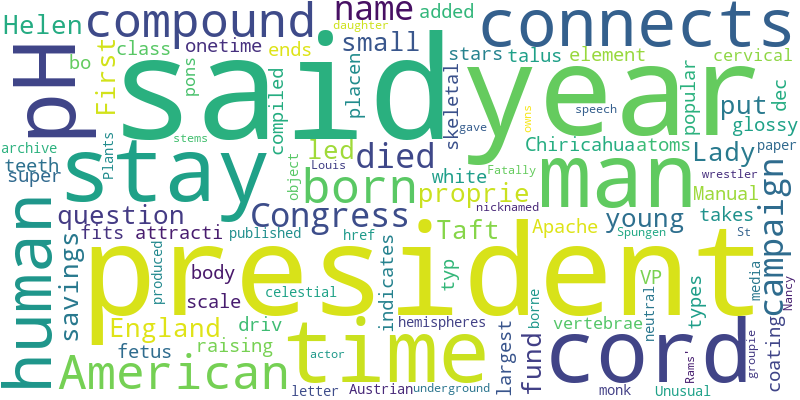 daughter
Helen
compound
name
added
connects
bo
class
onetime
ends
small
stars
talus
element
cervical
pH
First
pons
compiled
said
placen
skeletal
year
popular
put
dec
glossy
archive
teeth
super
Plants
stems
object
Louis
led
died
speech
gave
owns
Fatally
Chiricahua
atoms
Lady
paper
wrestler
stay
born
white
proprie
nicknamed
man
Manual
human
question
fits
attracti
Congress
Taft
Apache
young
takes
campaign
savings
published
href
Spungen
St
president
body
scale
produced
celestial
indicates
typ
VP
types
media
Nancy
England
driv
hemispheres
borne
vertebrae
neutral
fetus
raising
time
largest
fund
cord
Rams'
groupie
coating
American
actor
letter
Austrian
underground
monk
Unusual